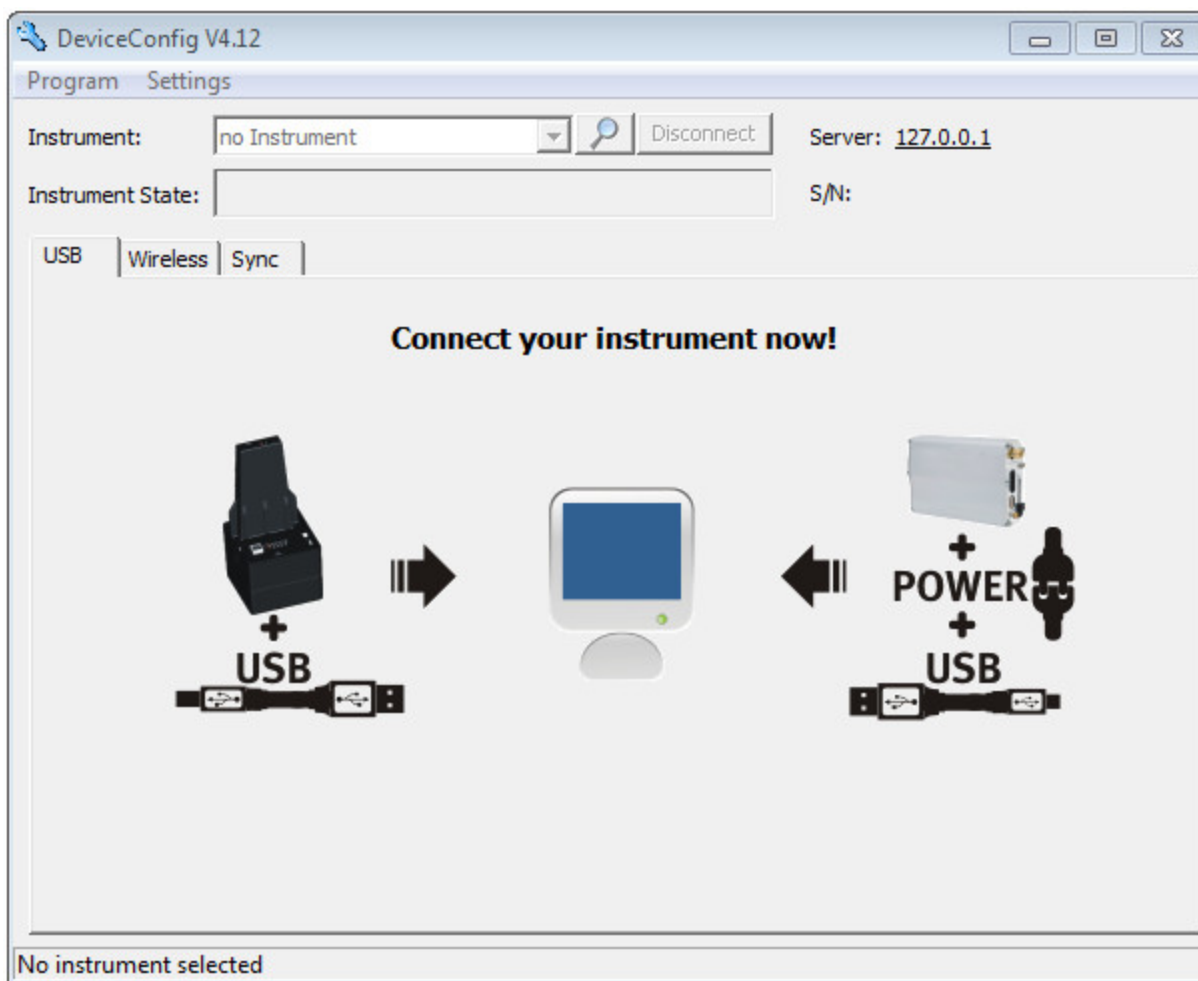 DeviceConfig V4.12
Program Settings
Instrument: no Instrument Disconnect Server: 127.0.0.1
Instrument State: S/N:
USB Wireless Sync
Connect your instrument now!
+
POWER
+
+
USB
USB
No instrument selected